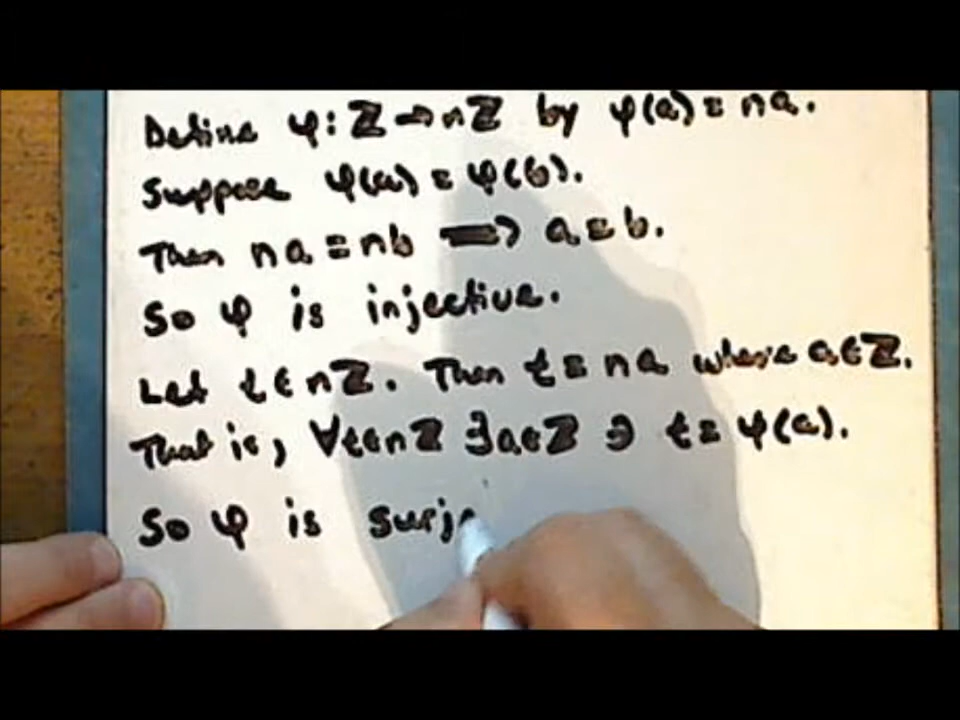 Define φ: ℤ → nℤ by φ(a) = na.
Suppose φ(a) = φ(b).
Then na = nb ⟹ a = b.
So φ is injective.
Let t ∈ nℤ. Then t = na where a ∈ ℤ.
That is, ∀t∈nℤ ∃a∈ℤ ∋ t = φ(a).
So φ is surje